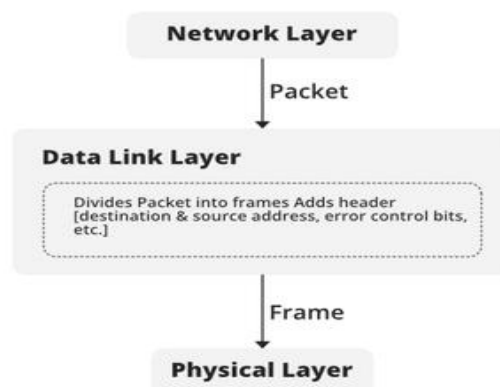 Network Layer
Packet
Data Link Layer
Divides Packet into frames Adds header
[destination & source address, error control bits,
etc.]
Frame
Physical Layer